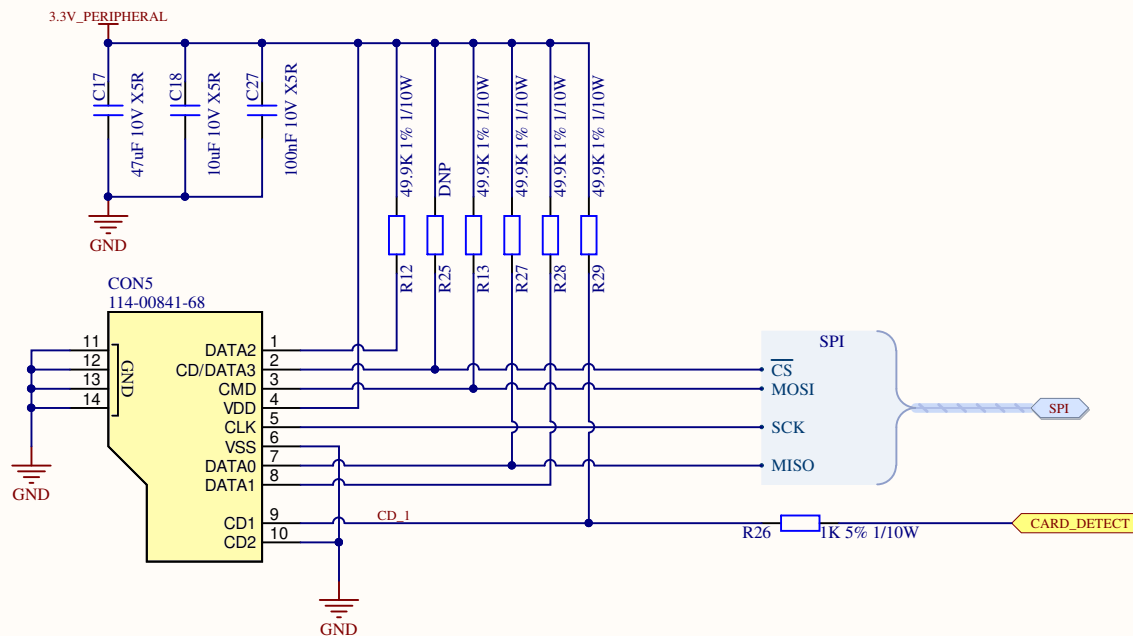 3.3V_PERIPHERAL
C17
47uF 10V X5R
C18
10uF 10V X5R
C27
100nF 10V X5R
GND
49.9K 1% 1/10W
R12
DNP
R25
49.9K 1% 1/10W
R13
49.9K 1% 1/10W
R27
49.9K 1% 1/10W
R28
49.9K 1% 1/10W
R29
CON5
114-00841-68
11
12
13
14
GND
GND
DATA2 1
CD/DATA3 2
CMD 3
VDD 4
CLK 5
VSS 6
DATA0 7
DATA1 8
CD1 9
CD2 10
CD_1
GND
SPI
CS
MOSI
SCK
MISO
SPI
R26
1K 5% 1/10W
CARD_DETECT